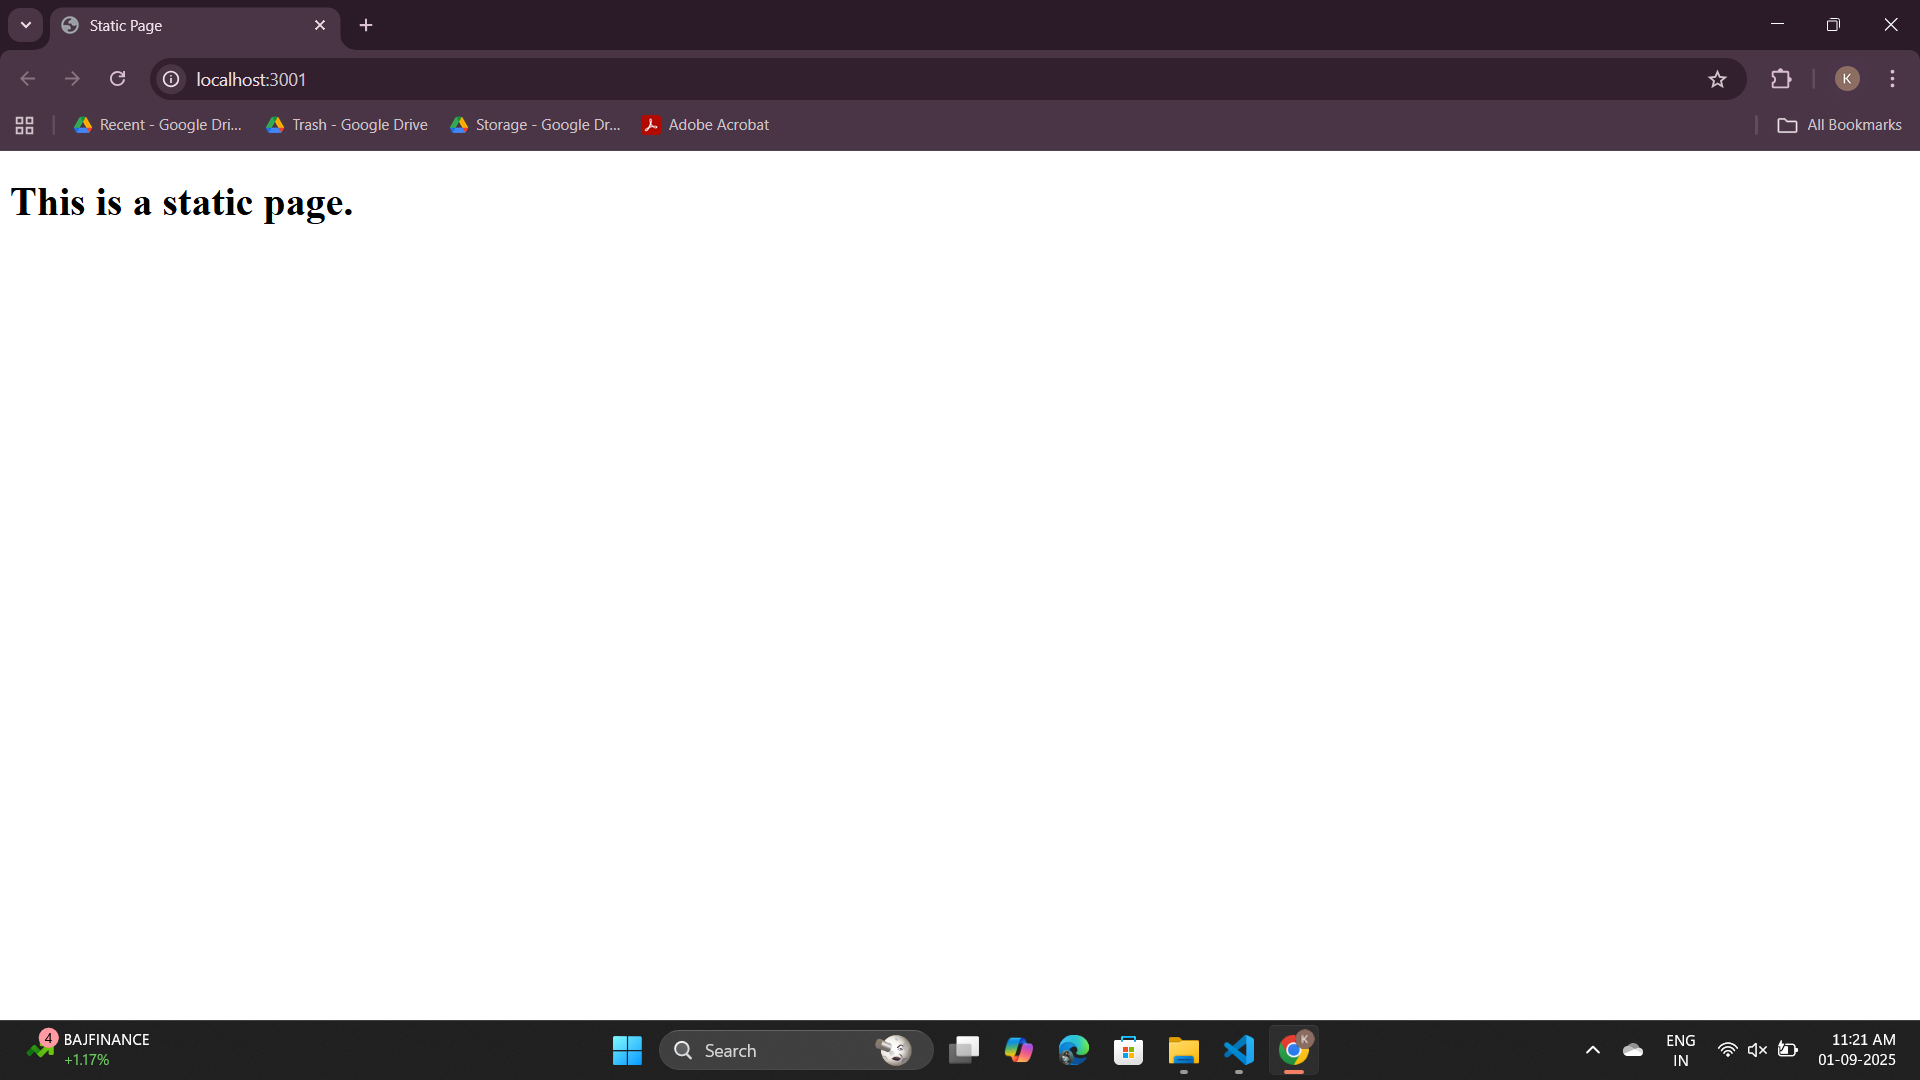 Static Page
localhost:3001
K
Recent - Google Dri...
Trash - Google Drive
Storage - Google Dr...
Adobe Acrobat
All Bookmarks
This is a static page.
4
BAJFINANCE
+1.17%
Search
K
ENG
IN
11:21 AM
01-09-2025